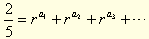 2/5 = r^{a_1} + r^{a_2} + r^{a_3} + ⋯